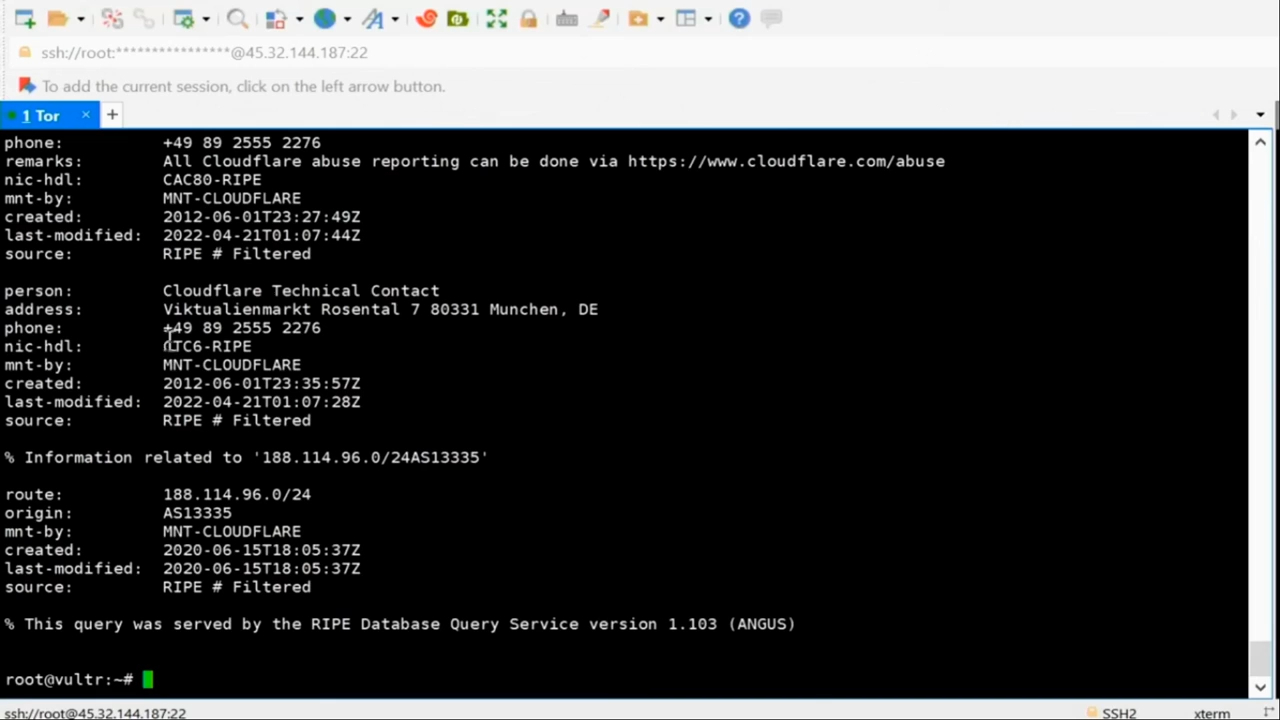 ssh://root:****************@45.32.144.187:22
To add the current session, click on the left arrow button.
1 Tor × +
phone: +49 89 2555 2276
remarks: All Cloudflare abuse reporting can be done via https://www.cloudflare.com/abuse
nic-hdl: CAC80-RIPE
mnt-by: MNT-CLOUDFLARE
created: 2012-06-01T23:27:49Z
last-modified: 2022-04-21T01:07:44Z
source: RIPE # Filtered
person: Cloudflare Technical Contact
address: Viktualienmarkt Rosental 7 80331 Munchen, DE
phone: +49 89 2555 2276
nic-hdl: CTC6-RIPE
mnt-by: MNT-CLOUDFLARE
created: 2012-06-01T23:35:57Z
last-modified: 2022-04-21T01:07:28Z
source: RIPE # Filtered
% Information related to '188.114.96.0/24AS13335'
route: 188.114.96.0/24
origin: AS13335
mnt-by: MNT-CLOUDFLARE
created: 2020-06-15T18:05:37Z
last-modified: 2020-06-15T18:05:37Z
source: RIPE # Filtered
% This query was served by the RIPE Database Query Service version 1.103 (ANGUS)
root@vultr:~#
ssh://root@45.32.144.187:22 SSH2 xterm